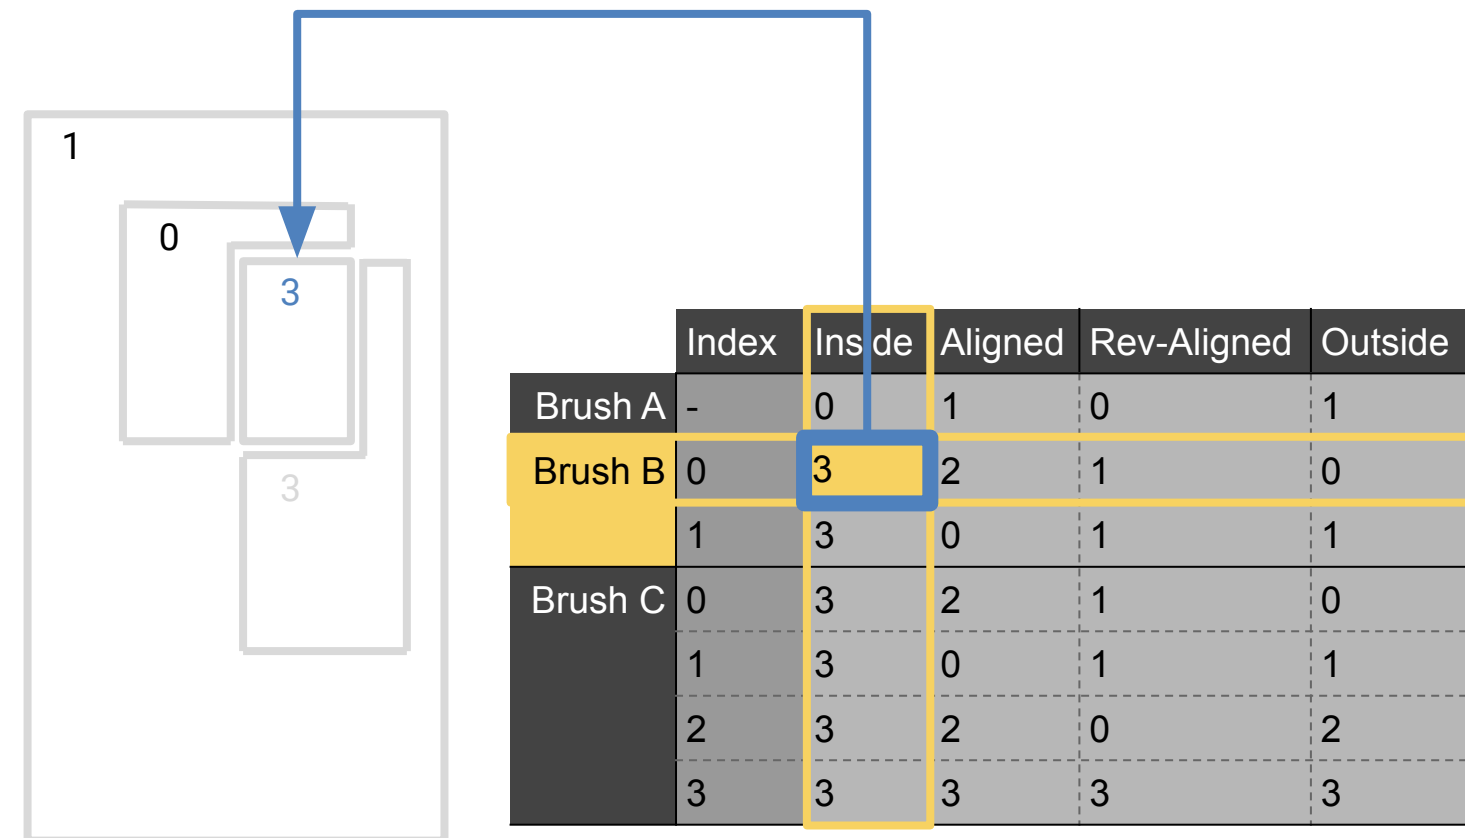 1
0
3
3
Index Inside Aligned Rev-Aligned Outside
Brush A - 0 1 0 1
Brush B 0 3 2 1 0
1 3 0 1 1
Brush C 0 3 2 1 0
1 3 0 1 1
2 3 2 0 2
3 3 3 3 3